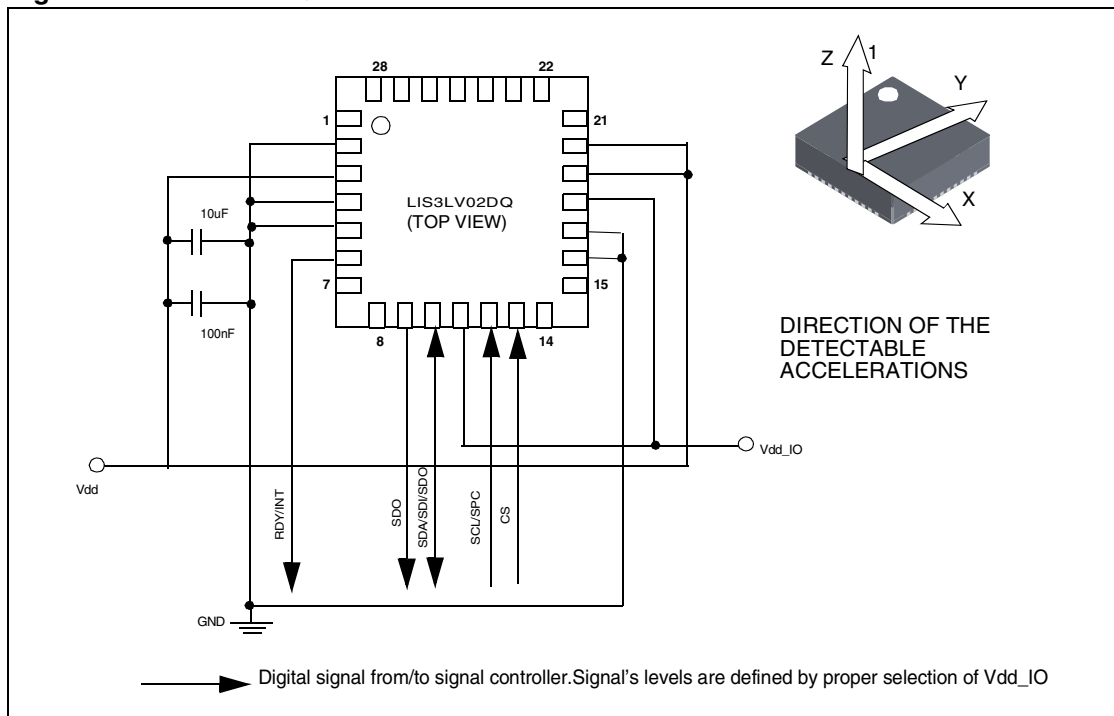 28
22
Z
1
Y
1
21
LIS3LV02DQ
(TOP VIEW)
X
10uF
7
15
100nF
8
14
DIRECTION OF THE
DETECTABLE
ACCELERATIONS
Vdd_IO
Vdd
RDY/INT
SDO
SDA/SDI/SDO
SCL/SPC
CS
GND
Digital signal from/to signal controller.Signal's levels are defined by proper selection of Vdd_IO